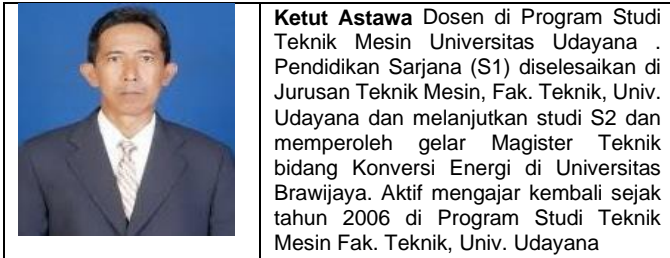 Ketut Astawa Dosen di Program Studi
Teknik Mesin Universitas Udayana .
Pendidikan Sarjana (S1) diselesaikan di
Jurusan Teknik Mesin, Fak. Teknik, Univ.
Udayana dan melanjutkan studi S2 dan
memperoleh gelar Magister Teknik
bidang Konversi Energi di Universitas
Brawijaya. Aktif mengajar kembali sejak
tahun 2006 di Program Studi Teknik
Mesin Fak. Teknik, Univ. Udayana